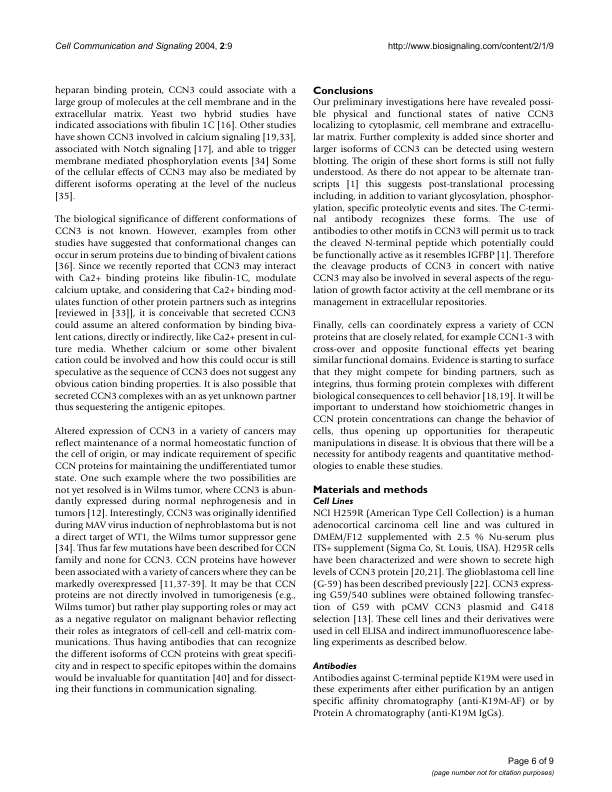 Cell Communication and Signaling 2004, 2:9
http://www.biosignaling.com/content/2/1/9
heparan binding protein, CCN3 could associate with a
large group of molecules at the cell membrane and in the
extracellular matrix. Yeast two hybrid studies have
indicated associations with fibulin 1C [16]. Other studies
have shown CCN3 involved in calcium signaling [19,33],
associated with Notch signaling [17], and able to trigger
membrane mediated phosphorylation events [34] Some
of the cellular effects of CCN3 may also be mediated by
different isoforms operating at the level of the nucleus
[35].
The biological significance of different conformations of
CCN3 is not known. However, examples from other
studies have suggested that conformational changes can
occur in serum proteins due to binding of bivalent cations
[36]. Since we recently reported that CCN3 may interact
with Ca2+ binding proteins like fibulin-1C, modulate
calcium uptake, and considering that Ca2+ binding mod-
ulates function of other protein partners such as integrins
[reviewed in [33]], it is conceivable that secreted CCN3
could assume an altered conformation by binding biva-
lent cations, directly or indirectly, like Ca2+ present in cul-
ture media. Whether calcium or some other bivalent
cation could be involved and how this could occur is still
speculative as the sequence of CCN3 does not suggest any
obvious cation binding properties. It is also possible that
secreted CCN3 complexes with an as yet unknown partner
thus sequestering the antigenic epitopes.
Altered expression of CCN3 in a variety of cancers may
reflect maintenance of a normal homeostatic function of
the cell of origin, or may indicate requirement of specific
CCN proteins for maintaining the undifferentiated tumor
state. One such example where the two possibilities are
not yet resolved is in Wilms tumor, where CCN3 is abun-
dantly expressed during normal nephrogenesis and in
tumors [12]. Interestingly, CCN3 was originally identified
during MAV virus induction of nephroblastoma but is not
a direct target of WT1, the Wilms tumor suppressor gene
[34]. Thus far few mutations have been described for CCN
family and none for CCN3. CCN proteins have however
been associated with a variety of cancers where they can be
markedly overexpressed [11,37-39]. It may be that CCN
proteins are not directly involved in tumorigenesis (e.g.,
Wilms tumor) but rather play supporting roles or may act
as a negative regulator on malignant behavior reflecting
their roles as integrators of cell-cell and cell-matrix com-
munications. Thus having antibodies that can recognize
the different isoforms of CCN proteins with great specifi-
city and in respect to specific epitopes within the domains
would be invaluable for quantitation [40] and for dissect-
ing their functions in communication signaling.
Conclusions
Our preliminary investigations here have revealed possi-
ble physical and functional states of native CCN3
localizing to cytoplasmic, cell membrane and extracellu-
lar matrix. Further complexity is added since shorter and
larger isoforms of CCN3 can be detected using western
blotting. The origin of these short forms is still not fully
understood. As there do not appear to be alternate tran-
scripts [1] this suggests post-translational processing
including, in addition to variant glycosylation, phosphor-
ylation, specific proteolytic events and sites. The C-termi-
nal antibody recognizes these forms. The use of
antibodies to other motifs in CCN3 will permit us to track
the cleaved N-terminal peptide which potentially could
be functionally active as it resembles IGFBP [1]. Therefore
the cleavage products of CCN3 in concert with native
CCN3 may also be involved in several aspects of the regu-
lation of growth factor activity at the cell membrane or its
management in extracellular repositories.
Finally, cells can coordinately express a variety of CCN
proteins that are closely related, for example CCN1-3 with
cross-over and opposite functional effects yet bearing
similar functional domains. Evidence is starting to surface
that they might compete for binding partners, such as
integrins, thus forming protein complexes with different
biological consequences to cell behavior [18,19]. It will be
important to understand how stoichiometric changes in
CCN protein concentrations can change the behavior of
cells, thus opening up opportunities for therapeutic
manipulations in disease. It is obvious that there will be a
necessity for antibody reagents and quantitative method-
ologies to enable these studies.
Materials and methods
Cell Lines
NCI H259R (American Type Cell Collection) is a human
adenocortical carcinoma cell line and was cultured in
DMEM/F12 supplemented with 2.5 % Nu-serum plus
ITS+ supplement (Sigma Co, St. Louis, USA). H295R cells
have been characterized and were shown to secrete high
levels of CCN3 protein [20,21]. The glioblastoma cell line
(G-59) has been described previously [22]. CCN3 express-
ing G59/540 sublines were obtained following transfec-
tion of G59 with pCMV CCN3 plasmid and G418
selection [13]. These cell lines and their derivatives were
used in cell ELISA and indirect immunofluorescence labe-
ling experiments as described below.
Antibodies
Antibodies against C-terminal peptide K19M were used in
these experiments after either purification by an antigen
specific affinity chromatography (anti-K19M-AF) or by
Protein A chromatography (anti-K19M IgGs).
Page 6 of 9
(page number not for citation purposes)